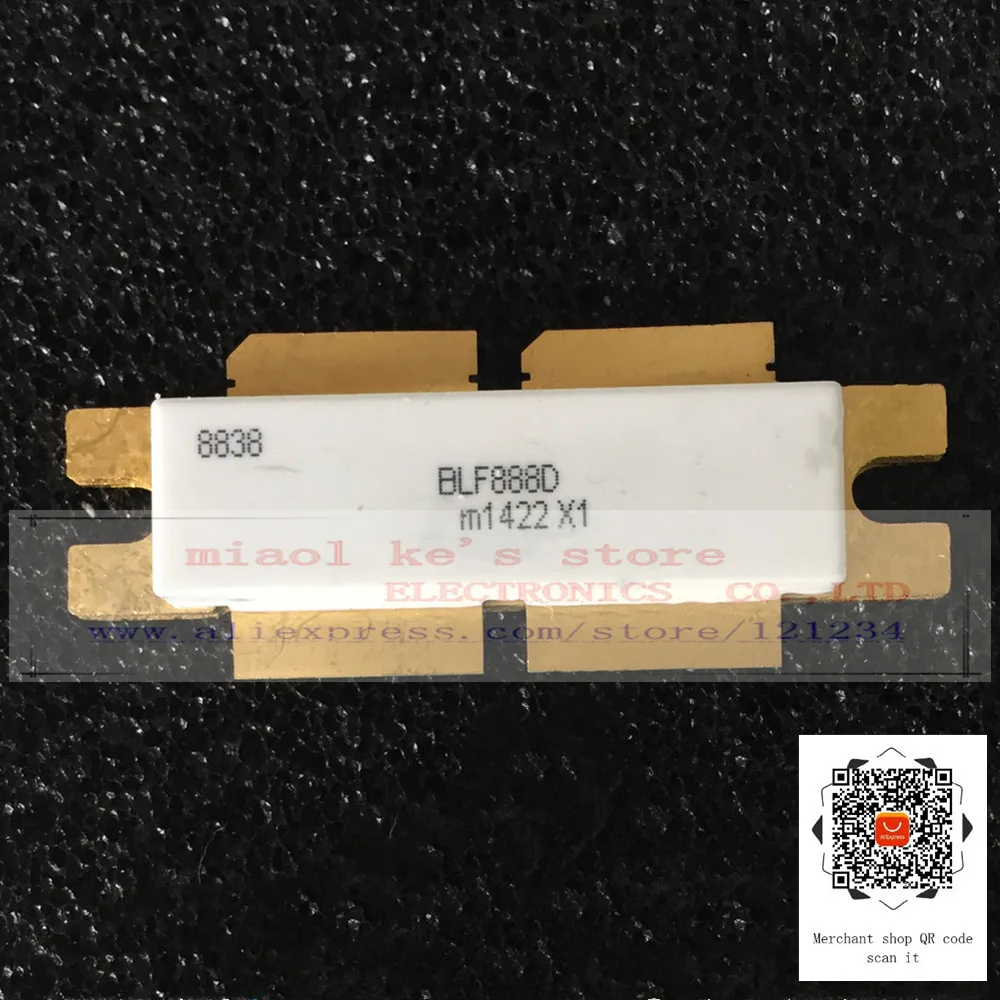 8838
BLF888D
m1422 X1
miaol ke's store
ELECTRONICS CO.,LTD
www.aliexpress.com/store/121234
AliExpress
Merchant shop QR code
scan it